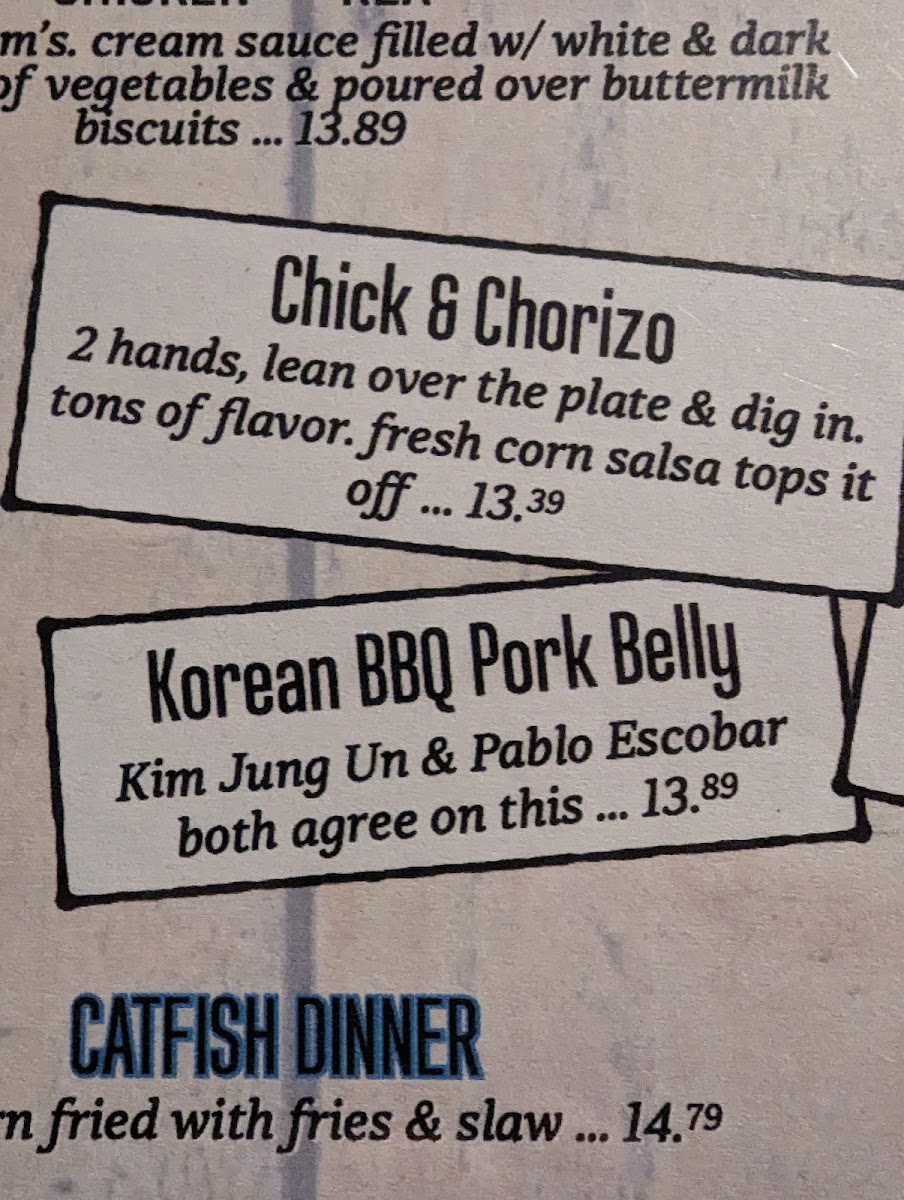 m's. cream sauce filled w/ white & dark
of vegetables & poured over buttermilk
biscuits ... 13.89
Chick & Chorizo
2 hands, lean over the plate & dig in.
tons of flavor. fresh corn salsa tops it
off ... 13.39
Korean BBQ Pork Belly
Kim Jung Un & Pablo Escobar
both agree on this ... 13.89
CATFISH DINNER
rn fried with fries & slaw ... 14.79